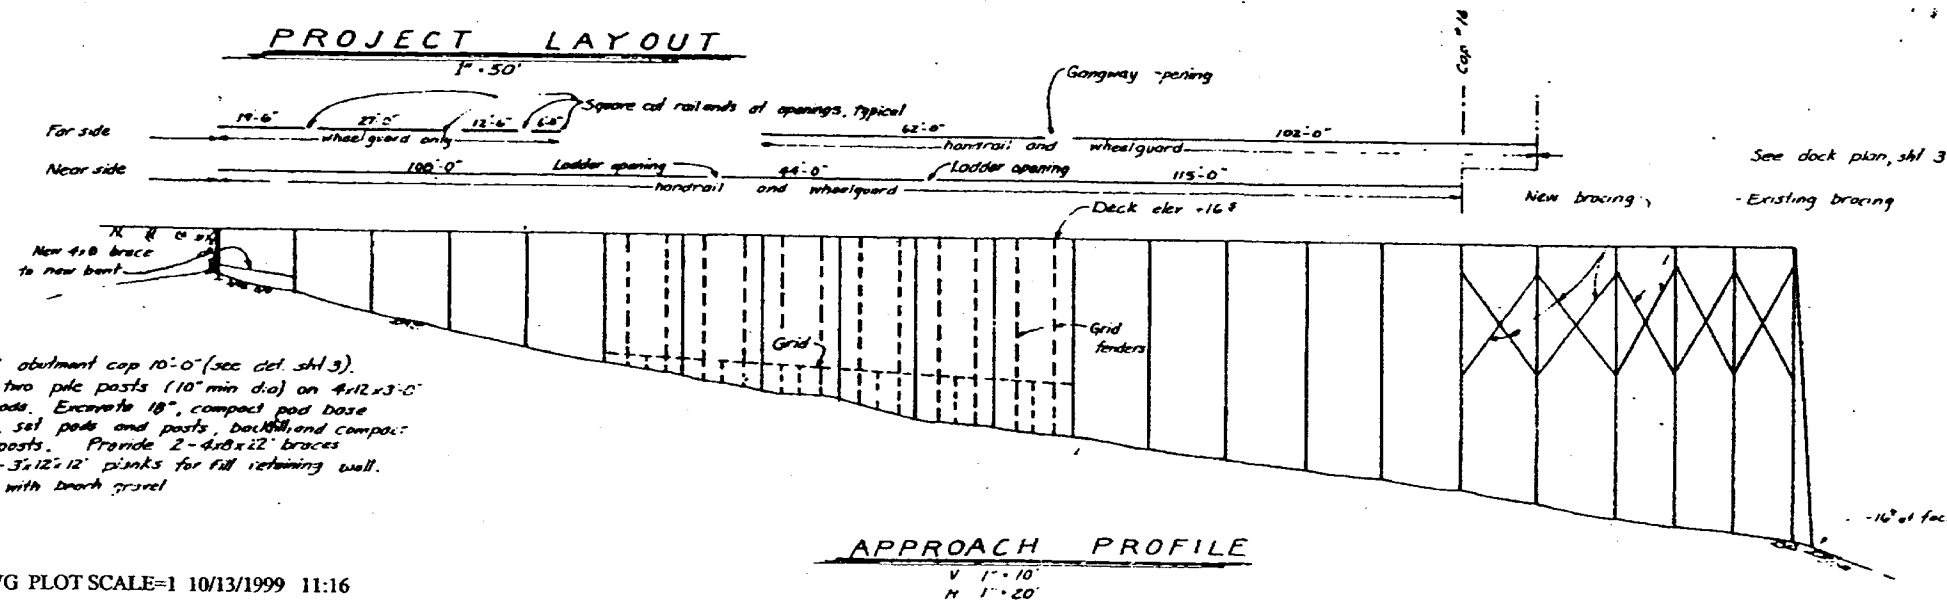 PROJECT LAYOUT
1" = 50'
Cap #16
Gangway opening
Square cut rail ends at openings, typical
Far side
19'-6"
27'-0"
12'-6"
wheelguard only
62'-0"
102'-0"
handrail and wheelguard
See dock plan, sht 3
Near side
100'-0"
Ladder opening
44'-0"
Ladder opening
115'-0"
handrail and wheelguard
New bracing
Existing bracing
Deck elev +16
New 4x8 brace
to new bent
Grid
Grid
fenders
abutment cap 10'-0" (see det. sht 3).
two pile posts (10" min dia) on 4x12x3'-0"
Excavate 18", compact pad base
set pads and posts, backfill, and compact
posts. Provide 2-4x8x22' braces
-3"x12"x12' planks for fill retaining wall.
with beach gravel
-16 at fac
APPROACH PROFILE
V 1" = 10'
H 1" = 20'
G PLOT SCALE=1 10/13/1999 11:16